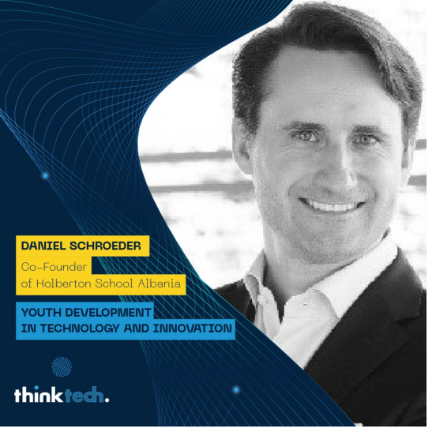 DANIEL SCHROEDER
Co-Founder
of Holberton School Albania
YOUTH DEVELOPMENT
IN TECHNOLOGY AND INNOVATION
thinktech.